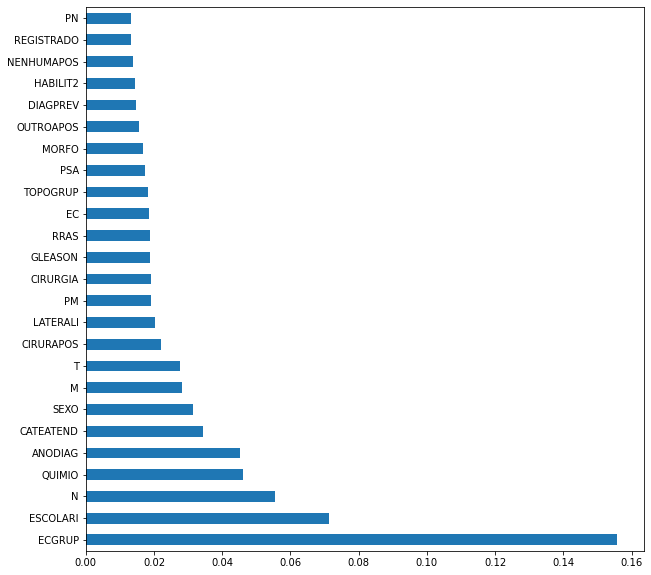 PN
REGISTRADO
NENHUMAPOS
HABILIT2
DIAGPREV
OUTROAPOS
MORFO
PSA
TOPOGRUP
EC
RRAS
GLEASON
CIRURGIA
PM
LATERALI
CIRURAPOS
T
M
SEXO
CATEATEND
ANODIAG
QUIMIO
N
ESCOLARI
ECGRUP
0.00 0.02 0.04 0.06 0.08 0.10 0.12 0.14 0.16